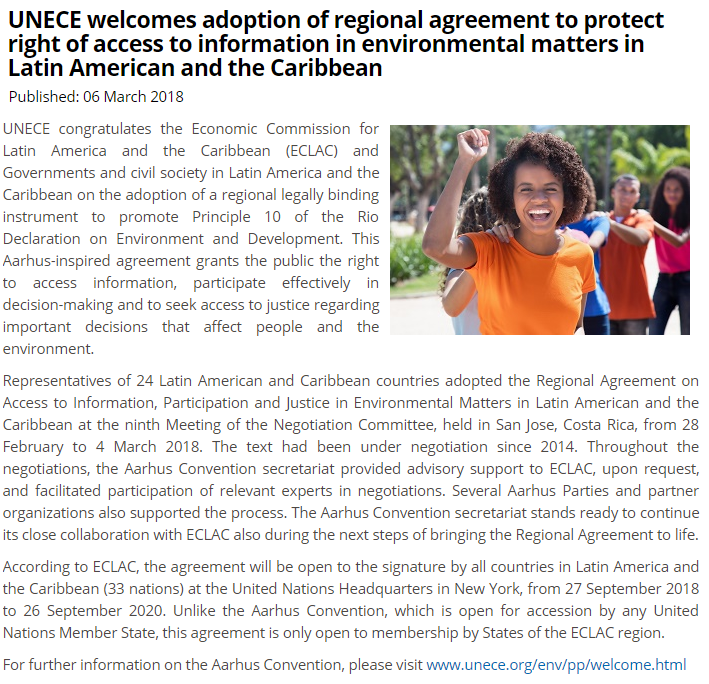 UNECE welcomes adoption of regional agreement to protect
right of access to information in environmental matters in
Latin American and the Caribbean
Published: 06 March 2018
UNECE congratulates the Economic Commission for
Latin America and the Caribbean (ECLAC) and
Governments and civil society in Latin America and the
Caribbean on the adoption of a regional legally binding
instrument to promote Principle 10 of the Rio
Declaration on Environment and Development. This
Aarhus-inspired agreement grants the public the right
to access information, participate effectively in
decision-making and to seek access to justice regarding
important decisions that affect people and the
environment.
Representatives of 24 Latin American and Caribbean countries adopted the Regional Agreement on
Access to Information, Participation and Justice in Environmental Matters in Latin American and the
Caribbean at the ninth Meeting of the Negotiation Committee, held in San Jose, Costa Rica, from 28
February to 4 March 2018. The text had been under negotiation since 2014. Throughout the
negotiations, the Aarhus Convention secretariat provided advisory support to ECLAC, upon request,
and facilitated participation of relevant experts in negotiations. Several Aarhus Parties and partner
organizations also supported the process. The Aarhus Convention secretariat stands ready to continue
its close collaboration with ECLAC also during the next steps of bringing the Regional Agreement to life.
According to ECLAC, the agreement will be open to the signature by all countries in Latin America and
the Caribbean (33 nations) at the United Nations Headquarters in New York, from 27 September 2018
to 26 September 2020. Unlike the Aarhus Convention, which is open for accession by any United
Nations Member State, this agreement is only open to membership by States of the ECLAC region.
For further information on the Aarhus Convention, please visit www.unece.org/env/pp/welcome.html